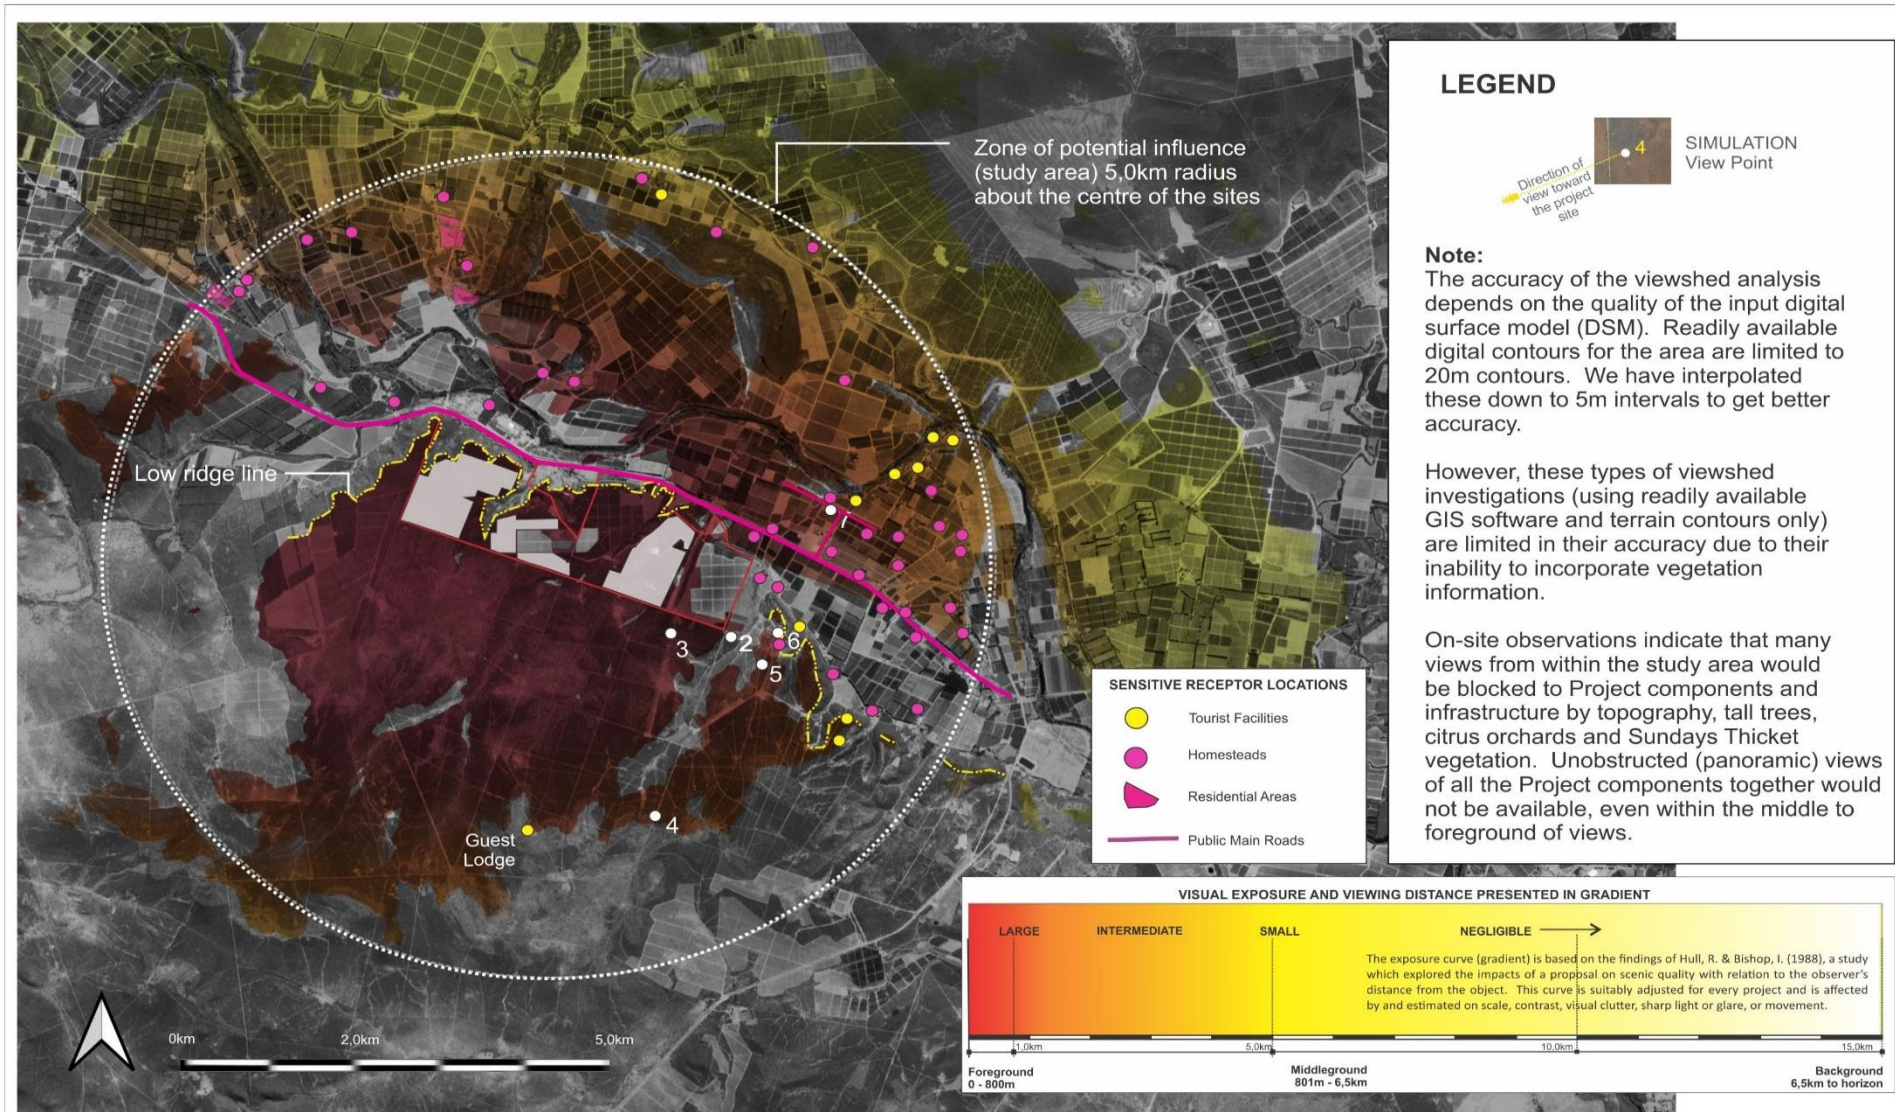 Zone of potential influence
(study area) 5,0km radius
about the centre of the sites
Low ridge line
7
3
2
6
5
4
Guest
Lodge
0km
2,0km
5,0km
LEGEND
4
SIMULATION
View Point
Direction of
view toward
the project
site
Note:
The accuracy of the viewshed analysis
depends on the quality of the input digital
surface model (DSM). Readily available
digital contours for the area are limited to
20m contours. We have interpolated
these down to 5m intervals to get better
accuracy.
However, these types of viewshed
investigations (using readily available
GIS software and terrain contours only)
are limited in their accuracy due to their
inability to incorporate vegetation
information.
On-site observations indicate that many
views from within the study area would
be blocked to Project components and
infrastructure by topography, tall trees,
citrus orchards and Sundays Thicket
vegetation. Unobstructed (panoramic) views
of all the Project components together would
not be available, even within the middle to
foreground of views.
SENSITIVE RECEPTOR LOCATIONS
Tourist Facilities
Homesteads
Residential Areas
Public Main Roads
VISUAL EXPOSURE AND VIEWING DISTANCE PRESENTED IN GRADIENT
LARGE
INTERMEDIATE
SMALL
NEGLIGIBLE
The exposure curve (gradient) is based on the findings of Hull, R. & Bishop, I. (1988), a study
which explored the impacts of a proposal on scenic quality with relation to the observer's
distance from the object. This curve is suitably adjusted for every project and is affected
by and estimated on scale, contrast, visual clutter, sharp light or glare, or movement.
1,0km
5,0km
10,0km
15,0km
Foreground
0 - 800m
Middleground
801m - 6,5km
Background
6,5km to horizon